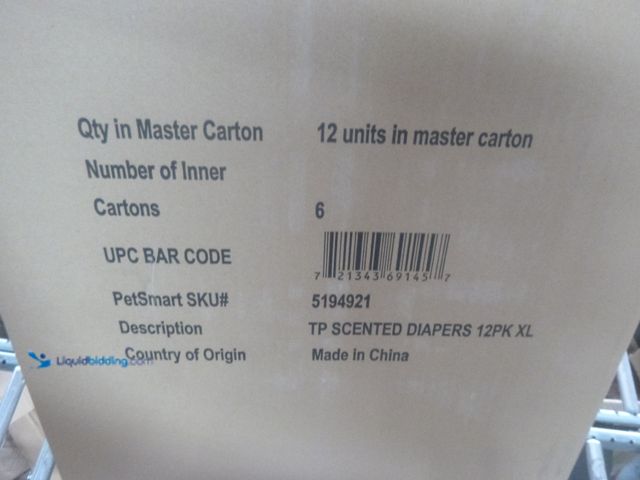 Qty in Master Carton 12 units in master carton
Number of Inner
Cartons 6
UPC BAR CODE
7 21343 69145 7
PetSmart SKU# 5194921
Description TP SCENTED DIAPERS 12PK XL
Country of Origin Made in China
Liquidbidding.com